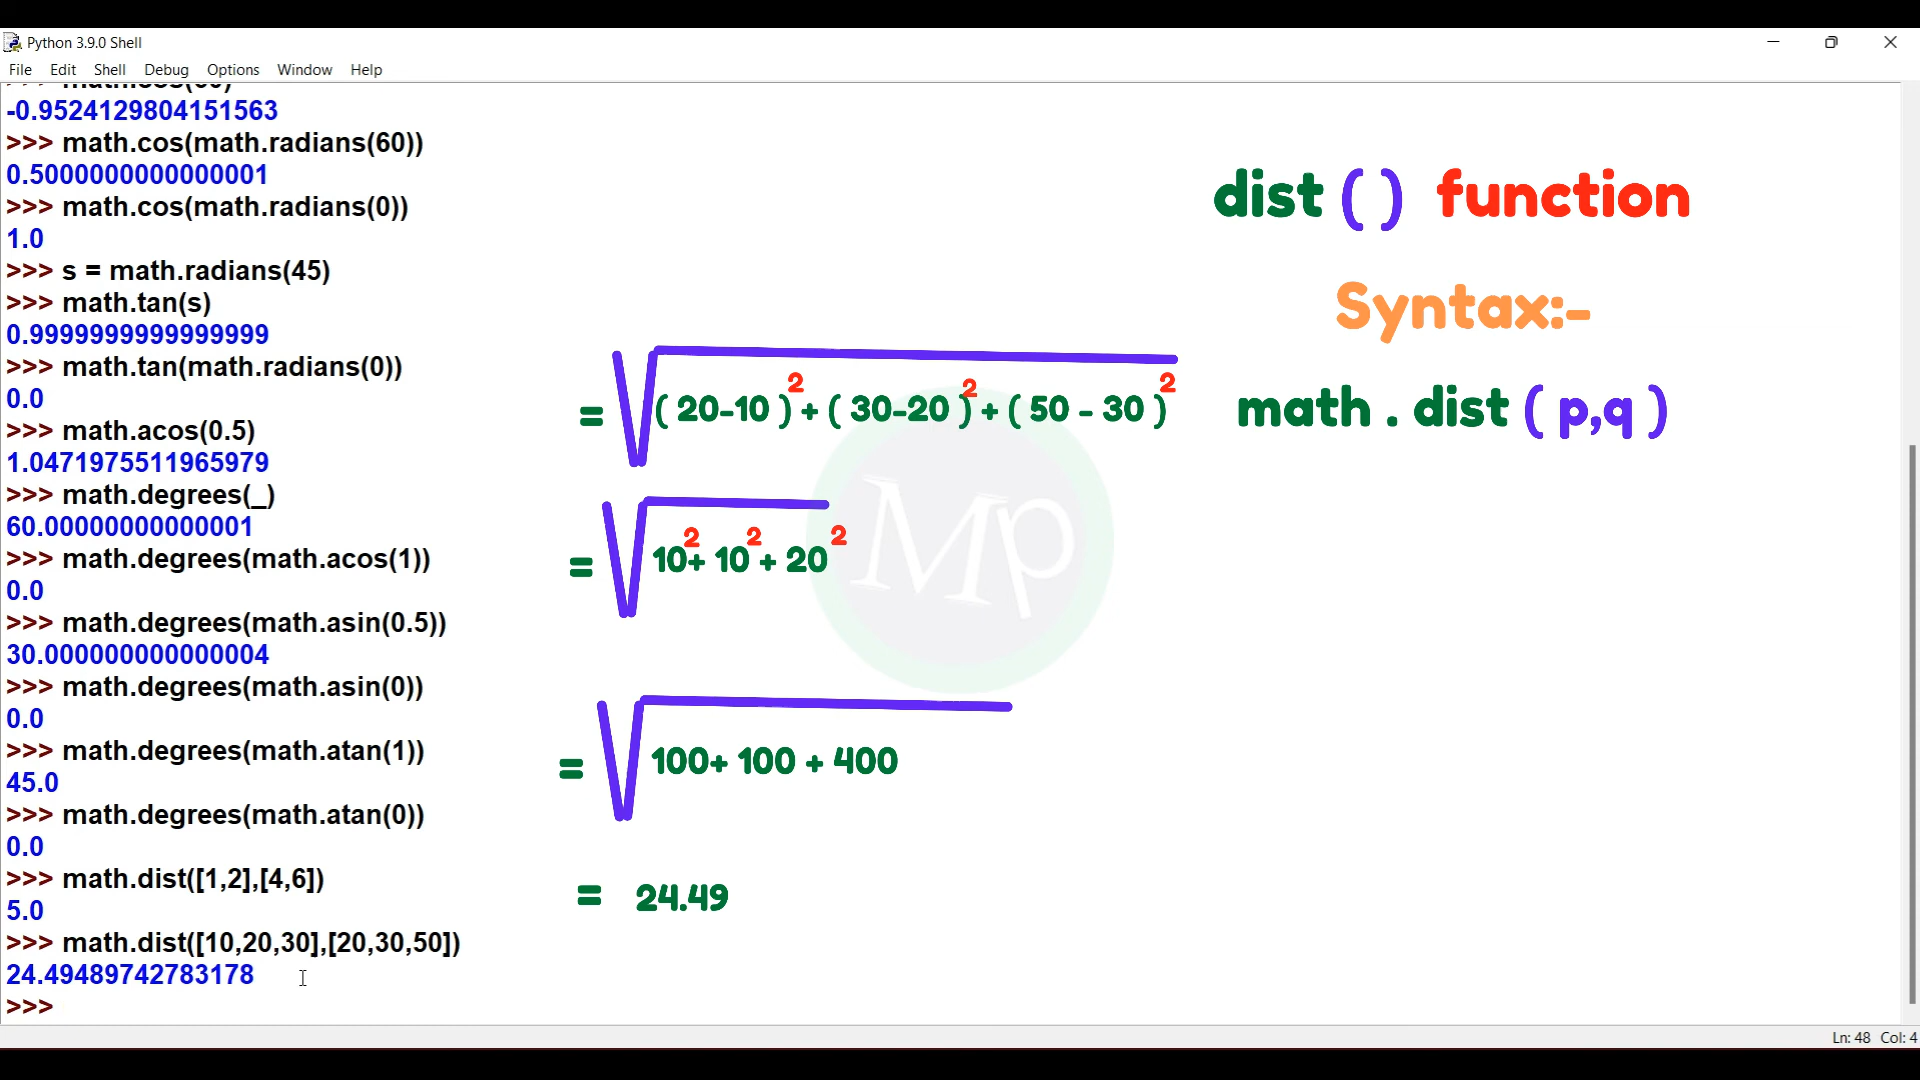 Python 3.9.0 Shell
File Edit Shell Debug Options Window Help
-0.9524129804151563
>>> math.cos(math.radians(60))
0.5000000000000001
>>> math.cos(math.radians(0))
1.0
>>> s = math.radians(45)
>>> math.tan(s)
0.9999999999999999
>>> math.tan(math.radians(0))
0.0
>>> math.acos(0.5)
1.0471975511965979
>>> math.degrees(_)
60.00000000000001
>>> math.degrees(math.acos(1))
0.0
>>> math.degrees(math.asin(0.5))
30.000000000000004
>>> math.degrees(math.asin(0))
0.0
>>> math.degrees(math.atan(1))
45.0
>>> math.degrees(math.atan(0))
0.0
>>> math.dist([1,2],[4,6])
5.0
>>> math.dist([10,20,30],[20,30,50])
24.49489742783178
>>>
= √(20-10)² + (30-20)² + (50 - 30)²
= √10² + 10² + 20²
= √100+ 100 + 400
= 24.49
dist ( ) function
Syntax:-
math . dist ( p,q )
Mp
Ln: 48 Col: 4